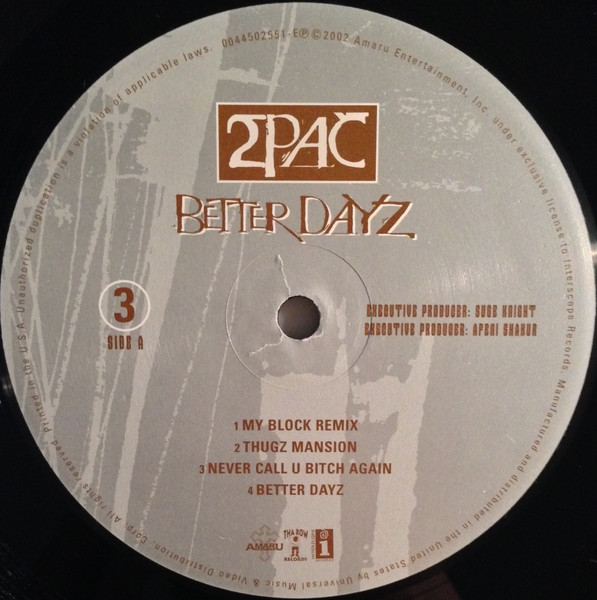 0044502551-E ℗©2002 Amaru Entertainment, Inc. under exclusive license to Interscope Records. Manufactured and distributed in the United States by Universal Music & Video Distribution, Corp. All rights reserved. Printed in the U.S.A. Unauthorized duplication is a violation of applicable laws.
2PAC
BETTER DAYZ
3
SIDE A
EXECUTIVE PRODUCER: SUGE KNIGHT
EXECUTIVE PRODUCER: AFENI SHAKUR
1 MY BLOCK REMIX
2 THUGZ MANSION
3 NEVER CALL U BITCH AGAIN
4 BETTER DAYZ
AMARU
THA ROW
RECORDS
i